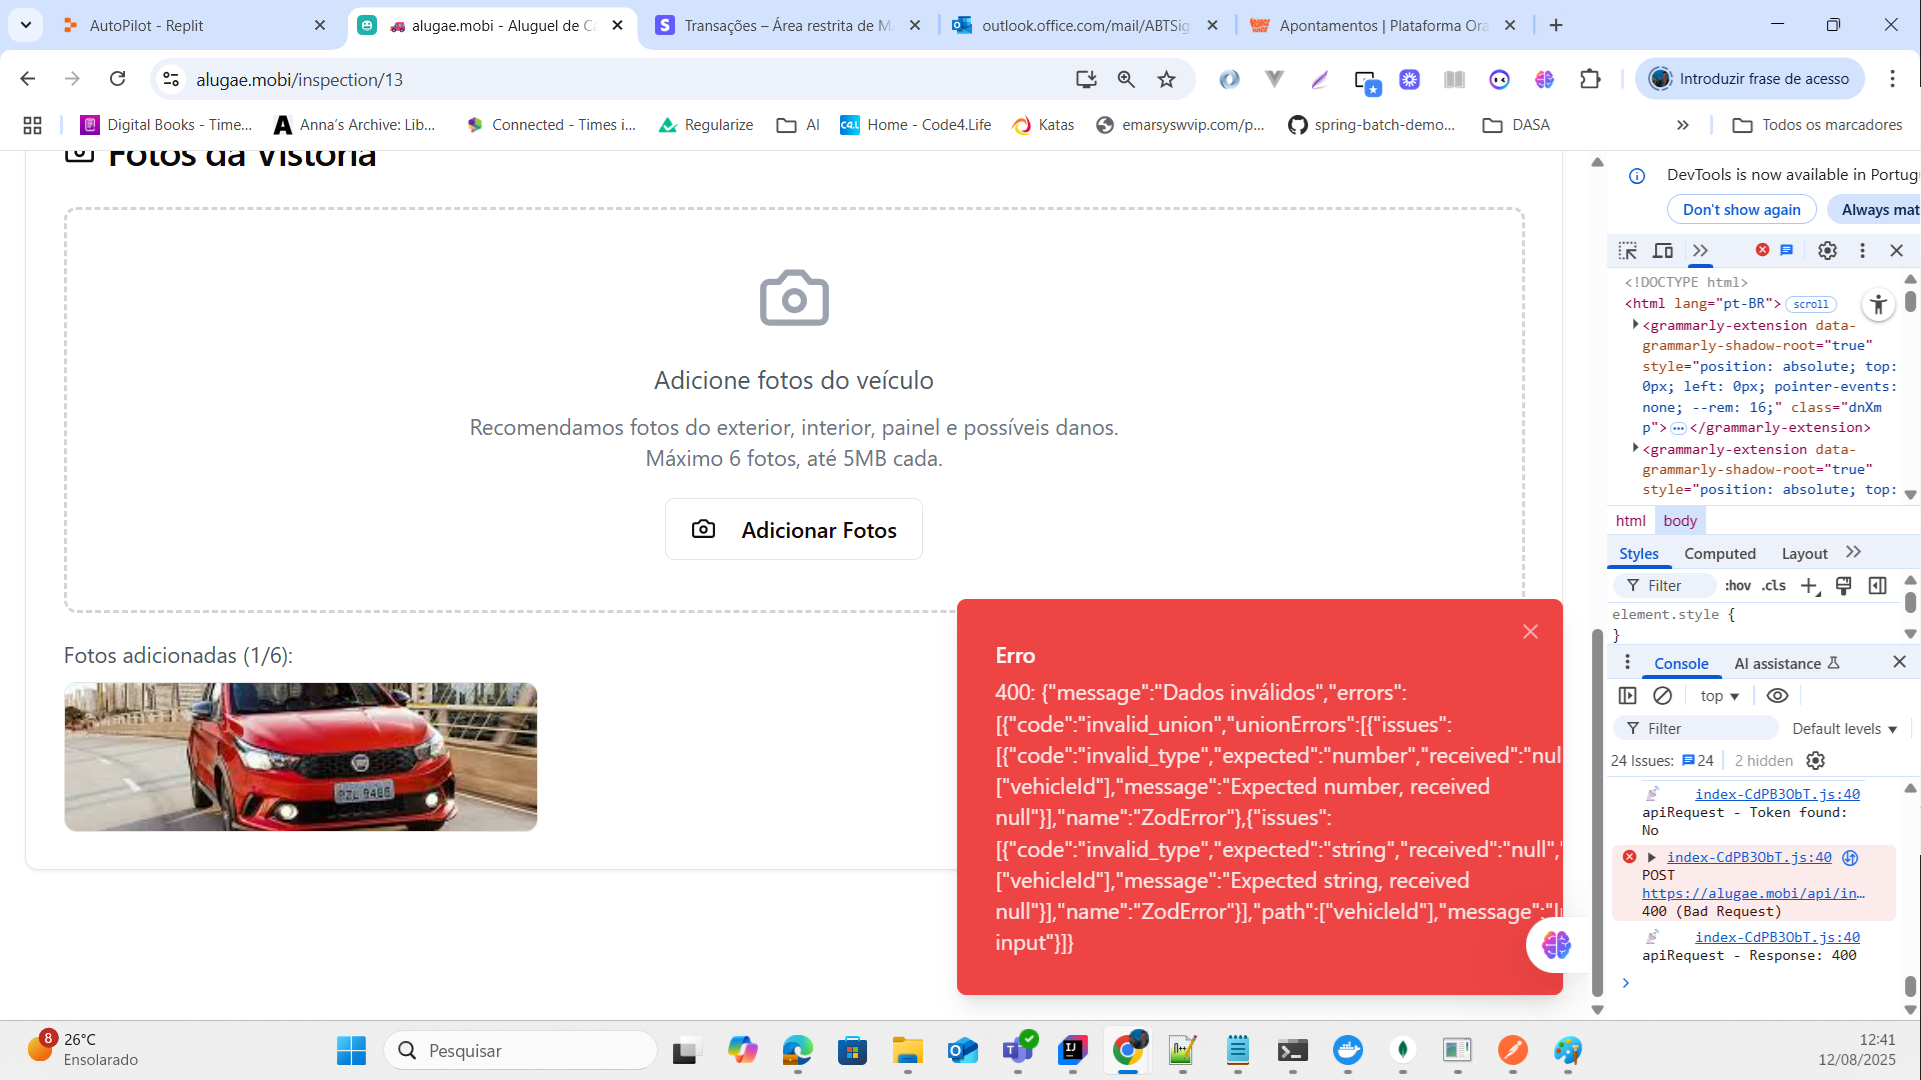 AutoPilot - Replit
alugae.mobi - Aluguel de Ca
Transações – Área restrita de M
outlook.office.com/mail/ABTSig
Apontamentos | Plataforma Ora
alugae.mobi/inspection/13
Introduzir frase de acesso
Digital Books - Time...
Anna's Archive: Lib...
Connected - Times i...
Regularize
AI
Home - Code4.Life
Katas
emarsyswvip.com/p...
spring-batch-demo...
DASA
Todos os marcadores
Fotos da Vistoria
Adicione fotos do veículo
Recomendamos fotos do exterior, interior, painel e possíveis danos.
Máximo 6 fotos, até 5MB cada.
Adicionar Fotos
Fotos adicionadas (1/6):
PZL 9486
Erro
400: {"message":"Dados inválidos","errors":
[{"code":"invalid_union","unionErrors":[{"issues":
[{"code":"invalid_type","expected":"number","received":"nul
["vehicleId"],"message":"Expected number, received
null"}],"name":"ZodError"},{"issues":
[{"code":"invalid_type","expected":"string","received":"null",
["vehicleId"],"message":"Expected string, received
null"}],"name":"ZodError"}],"path":["vehicleId"],"message":"
input"}]}
DevTools is now available in Portug
Don't show again
Always mat
<!DOCTYPE html>
<html lang="pt-BR"> scroll
<grammarly-extension data-
grammarly-shadow-root="true"
style="position: absolute; top:
0px; left: 0px; pointer-events:
none; --rem: 16;" class="dnXm
p">…</grammarly-extension>
<grammarly-extension data-
grammarly-shadow-root="true"
style="position: absolute; top:
html body
Styles Computed Layout
Filter :hov .cls
element.style {
}
Console AI assistance
top
Filter Default levels
24 Issues: 24 2 hidden
index-CdPB3ObT.js:40
apiRequest - Token found:
No
index-CdPB3ObT.js:40
POST
https://alugae.mobi/api/in…
400 (Bad Request)
index-CdPB3ObT.js:40
apiRequest - Response: 400
8
26°C
Ensolarado
Pesquisar
12:41
12/08/2025